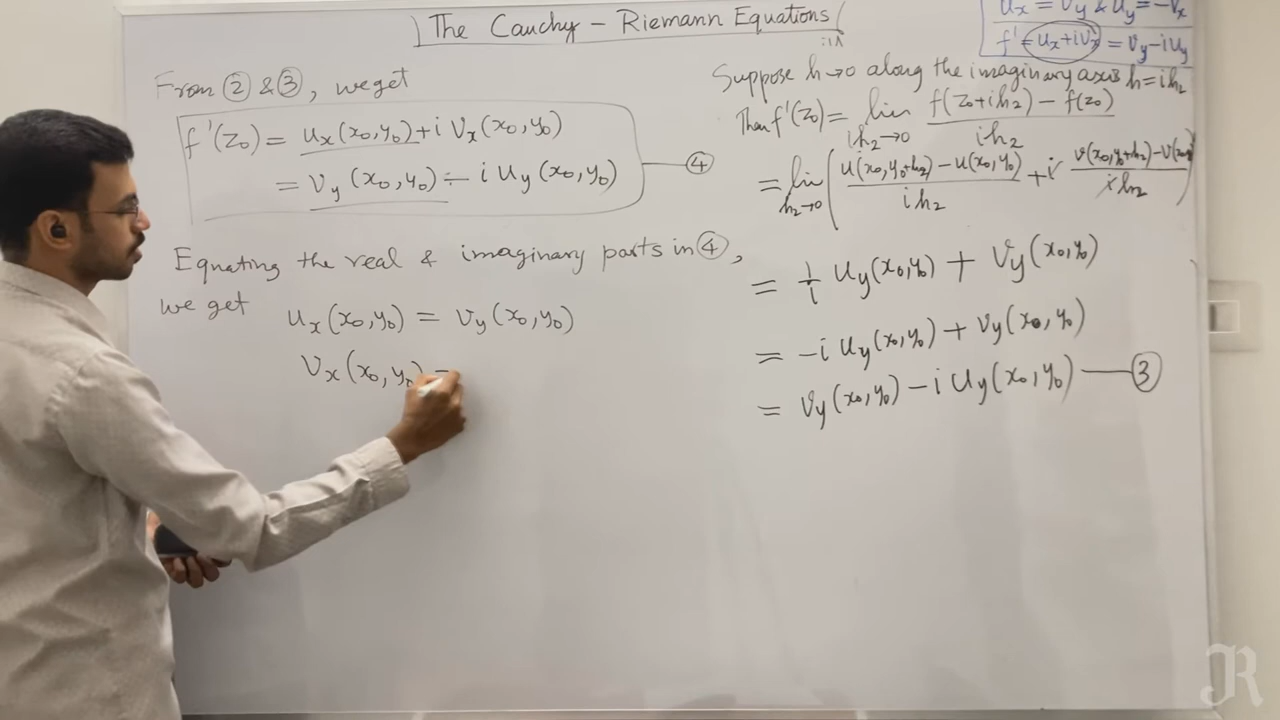 The Cauchy – Riemann Equations
u_x = v_y & u_y = -v_x
f' = u_x + iv_x = v_y - iu_y
From ② & ③, we get
f'(z₀) = u_x(x₀,y₀) + i v_x(x₀,y₀)
= v_y(x₀,y₀) - i u_y(x₀,y₀) — ④
Equating the real & imaginary parts in ④,
we get
u_x(x₀,y₀) = v_y(x₀,y₀)
v_x(x₀,y₀) =
Suppose h→0 along the imaginary axis h = ih₂
Then f'(z₀) = lim_{ih₂→0} (f(z₀+ih₂) - f(z₀)) / ih₂
= lim_{h₂→0} ( (u(x₀,y₀+h₂) - u(x₀,y₀)) / ih₂ + i (v(x₀,y₀+h₂) - v(x₀,y₀)) / ih₂ )
= 1/i u_y(x₀,y₀) + v_y(x₀,y₀)
= -i u_y(x₀,y₀) + v_y(x₀,y₀)
= v_y(x₀,y₀) - i u_y(x₀,y₀) — ③
JR